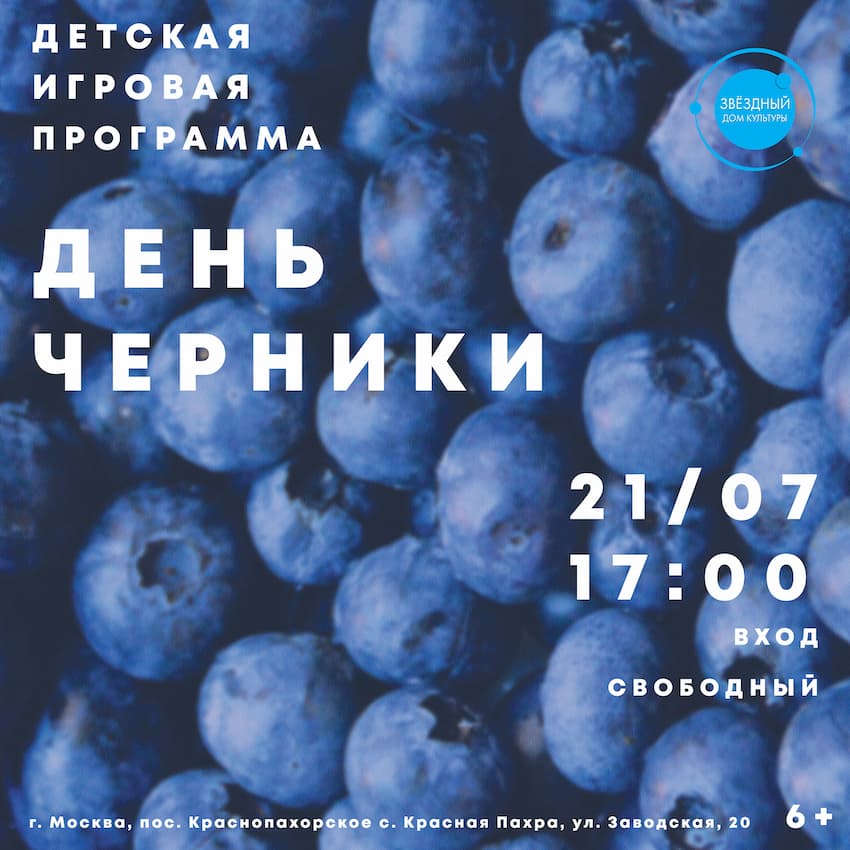 ДЕТСКАЯ
ИГРОВАЯ
ПРОГРАММА
ЗВЁЗДНЫЙ
ДОМ КУЛЬТУРЫ
ДЕНЬ
ЧЕРНИКИ
21/07
17:00
ВХОД
СВОБОДНЫЙ
г. Москва, пос. Краснопахорское с. Красная Пахра, ул. Заводская, 20
6+